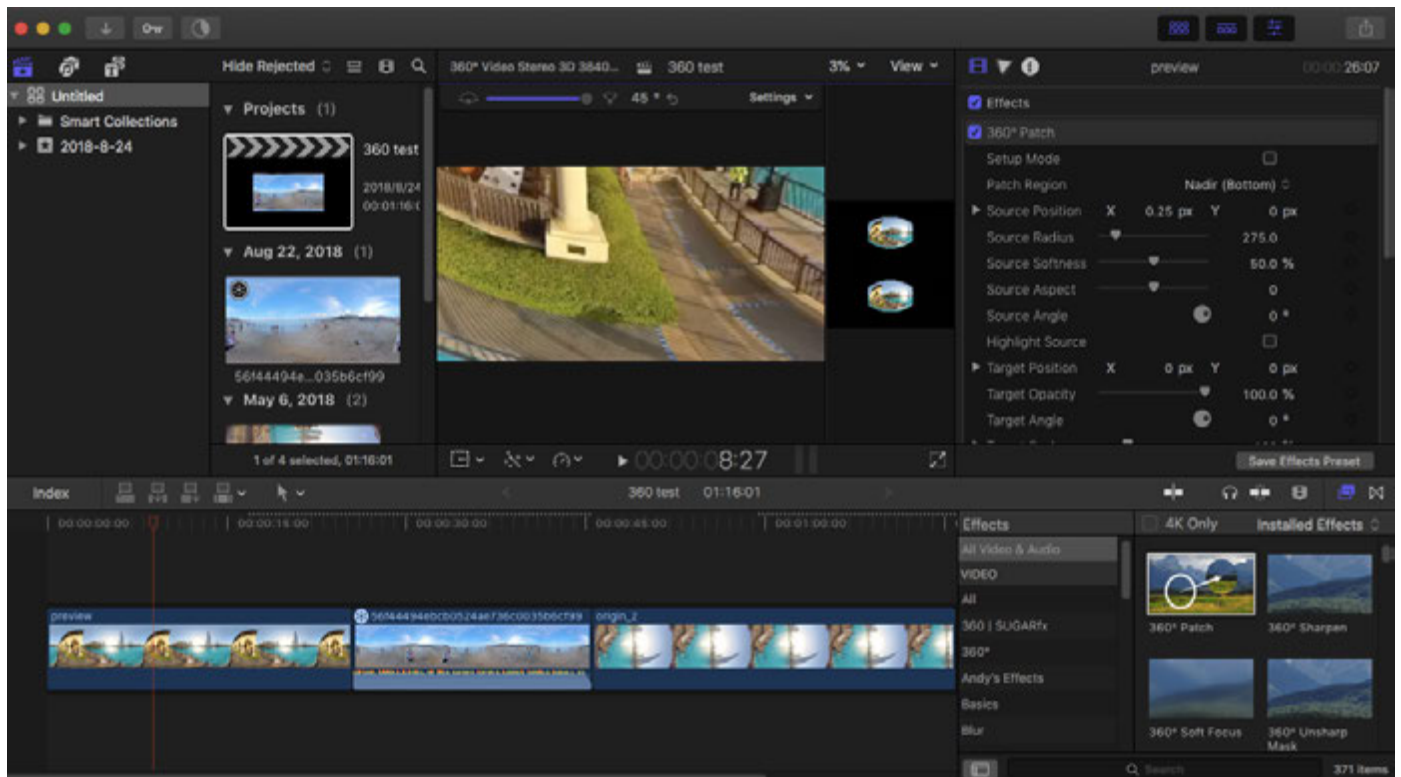 Hide Rejected
360° Video Stereo 3D 3840...
360 test
3%
View
preview
26:07
Untitled
Smart Collections
2018-8-24
Projects (1)
360 test
2018/8/24
Aug 22, 2018 (1)
56f44494e...035b6cf99
May 6, 2018 (2)
1 of 4 selected, 01:16:01
45 °
Settings
00:00:08:27
Effects
360° Patch
Setup Mode
Patch Region
Nadir (Bottom)
Source Position X 0.25 px Y 0 px
Source Radius 275.0
Source Softness 50.0 %
Source Aspect 0
Source Angle 0 °
Highlight Source
Target Position X 0 px Y 0 px
Target Opacity 100.0 %
Target Angle 0 °
Save Effects Preset
Index
360 test 01:16:01
00:00:00:00
00:00:15:00
00:00:30:00
00:00:45:00
00:01:00:00
preview
origin_2
Effects
4K Only
Installed Effects
All Video & Audio
VIDEO
All
360 | SUGARfx
360°
Andy's Effects
Basics
Blur
360° Patch
360° Sharpen
360° Soft Focus
360° Unsharp
Mask
Search
371 items